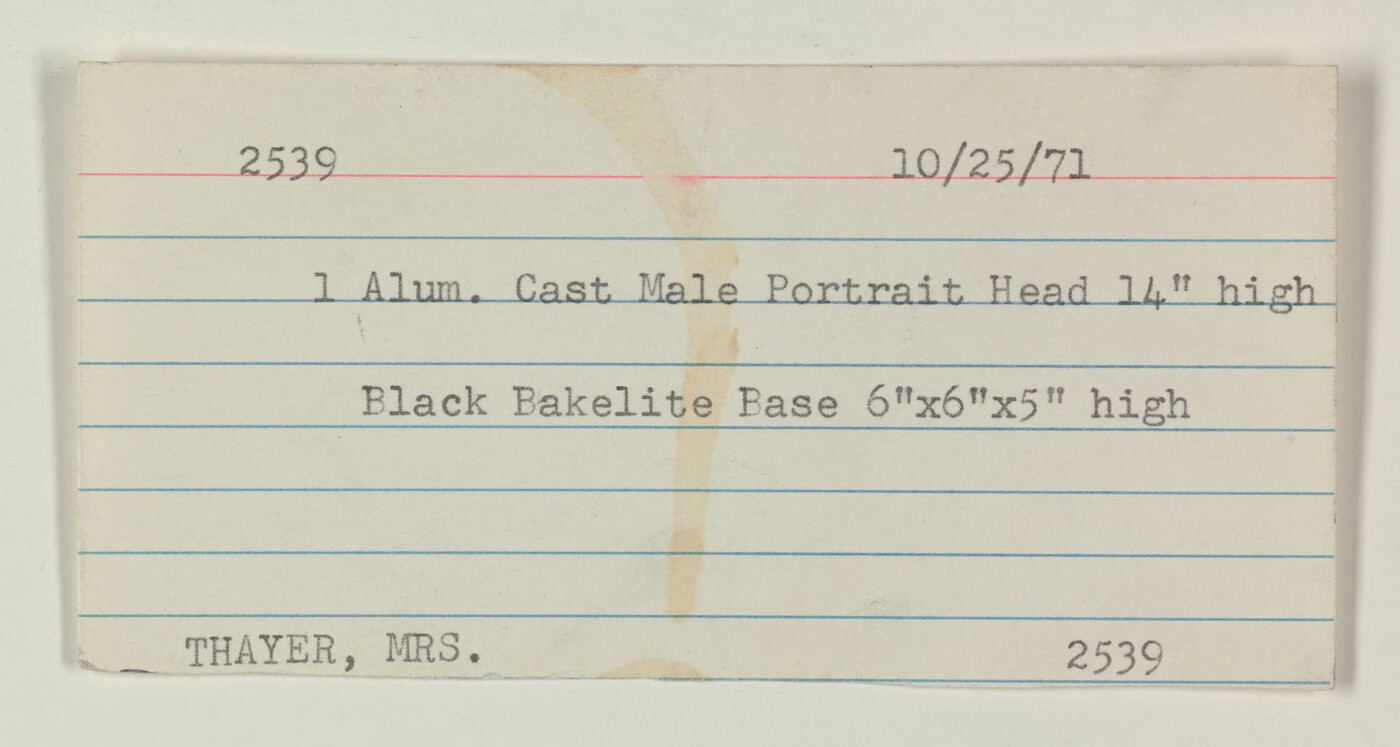 2539 10/25/71
1 Alum. Cast Male Portrait Head 14" high
Black Bakelite Base 6"x6"x5" high
THAYER, MRS. 2539